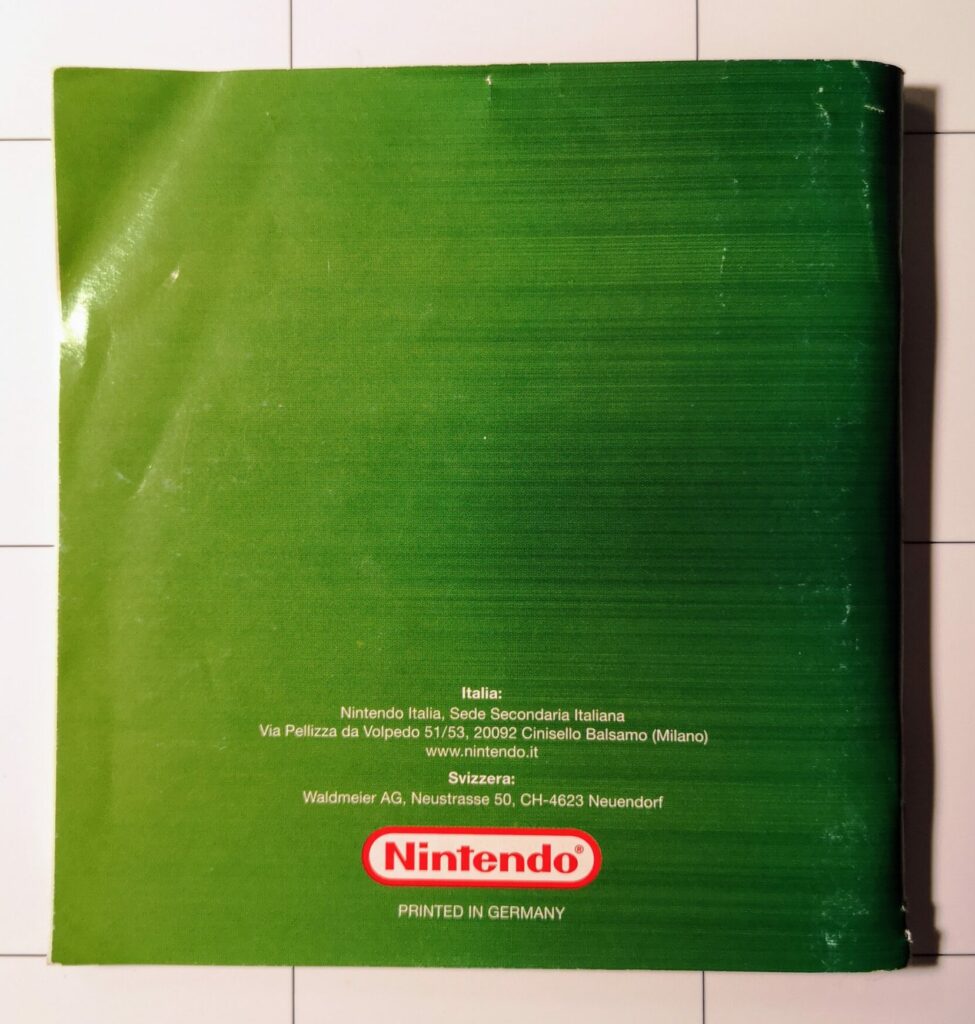 Italia:
Nintendo Italia, Sede Secondaria Italiana
Via Pellizza da Volpedo 51/53, 20092 Cinisello Balsamo (Milano)
www.nintendo.it
Svizzera:
Waldmeier AG, Neustrasse 50, CH-4623 Neuendorf
Nintendo®
PRINTED IN GERMANY